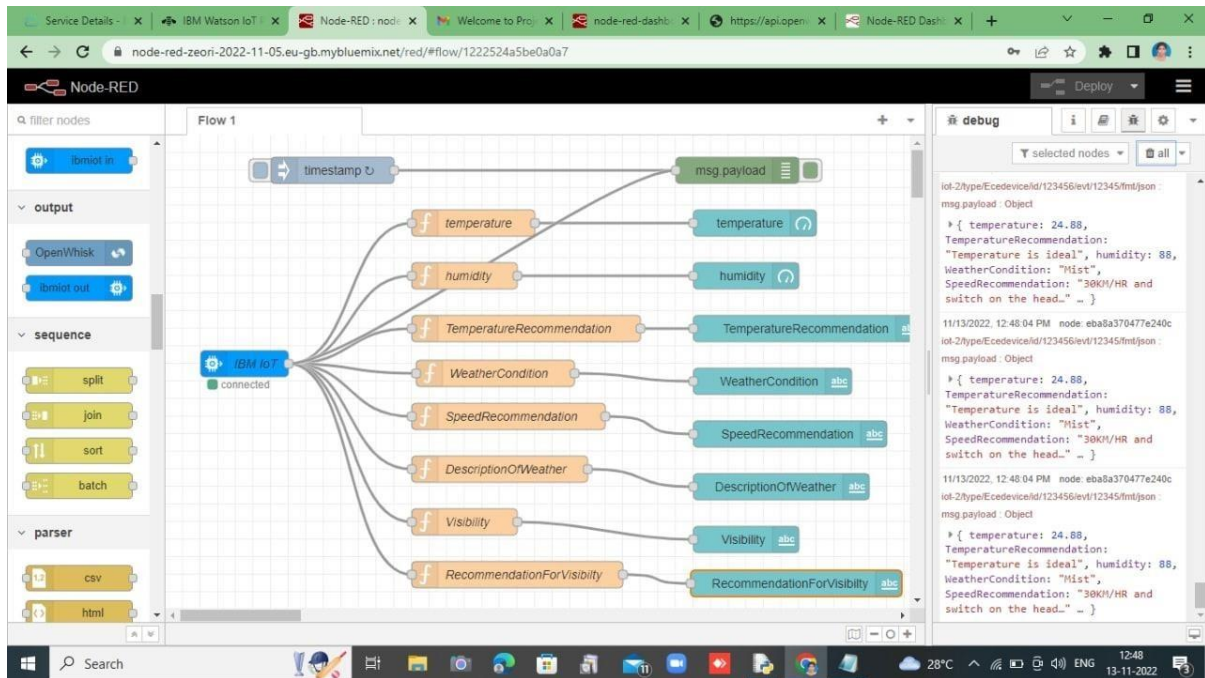 Service Details - I
IBM Watson IoT P
Node-RED : node
Welcome to Proj
node-red-dashb
https://api.open
Node-RED Dash
node-red-zeori-2022-11-05.eu-gb.mybluemix.net/red/#flow/1222524a5be0a0a7
Node-RED
Deploy
filter nodes
ibmiot in
output
OpenWhisk
ibmiot out
sequence
split
join
sort
batch
parser
csv
html
Flow 1
timestamp ↻
msg.payload
temperature
temperature
humidity
humidity
TemperatureRecommendation
TemperatureRecommendation
IBM IoT
connected
WeatherCondition
WeatherCondition abc
SpeedRecommendation
SpeedRecommendation abc
DescriptionOfWeather
DescriptionOfWeather abc
Visibility
Visibility abc
RecommendationForVisibilty
RecommendationForVisibilty abc
debug
selected nodes
all
iot-2/type/Ecedevice/id/123456/evt/12345/fmt/json :
msg.payload : Object
{ temperature: 24.88,
TemperatureRecommendation:
"Temperature is ideal", humidity: 88,
WeatherCondition: "Mist",
SpeedRecommendation: "30KM/HR and
switch on the head…" … }
11/13/2022, 12:48:04 PM node: eba8a370477e240c
iot-2/type/Ecedevice/id/123456/evt/12345/fmt/json :
msg.payload : Object
{ temperature: 24.88,
TemperatureRecommendation:
"Temperature is ideal", humidity: 88,
WeatherCondition: "Mist",
SpeedRecommendation: "30KM/HR and
switch on the head…" … }
11/13/2022, 12:48:04 PM node: eba8a370477e240c
iot-2/type/Ecedevice/id/123456/evt/12345/fmt/json :
msg.payload : Object
{ temperature: 24.88,
TemperatureRecommendation:
"Temperature is ideal", humidity: 88,
WeatherCondition: "Mist",
SpeedRecommendation: "30KM/HR and
switch on the head…" … }
Search
28°C
ENG
12:48
13-11-2022